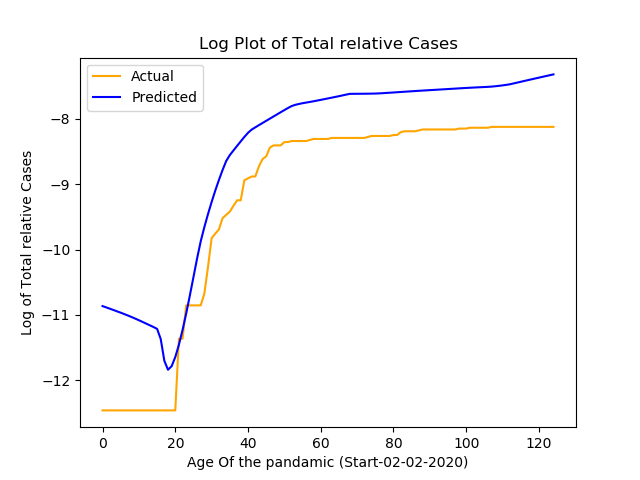 Log Plot of Total relative Cases
Actual
Predicted
Log of Total relative Cases
−8
−9
−10
−11
−12
0 20 40 60 80 100 120
Age Of the pandamic (Start-02-02-2020)